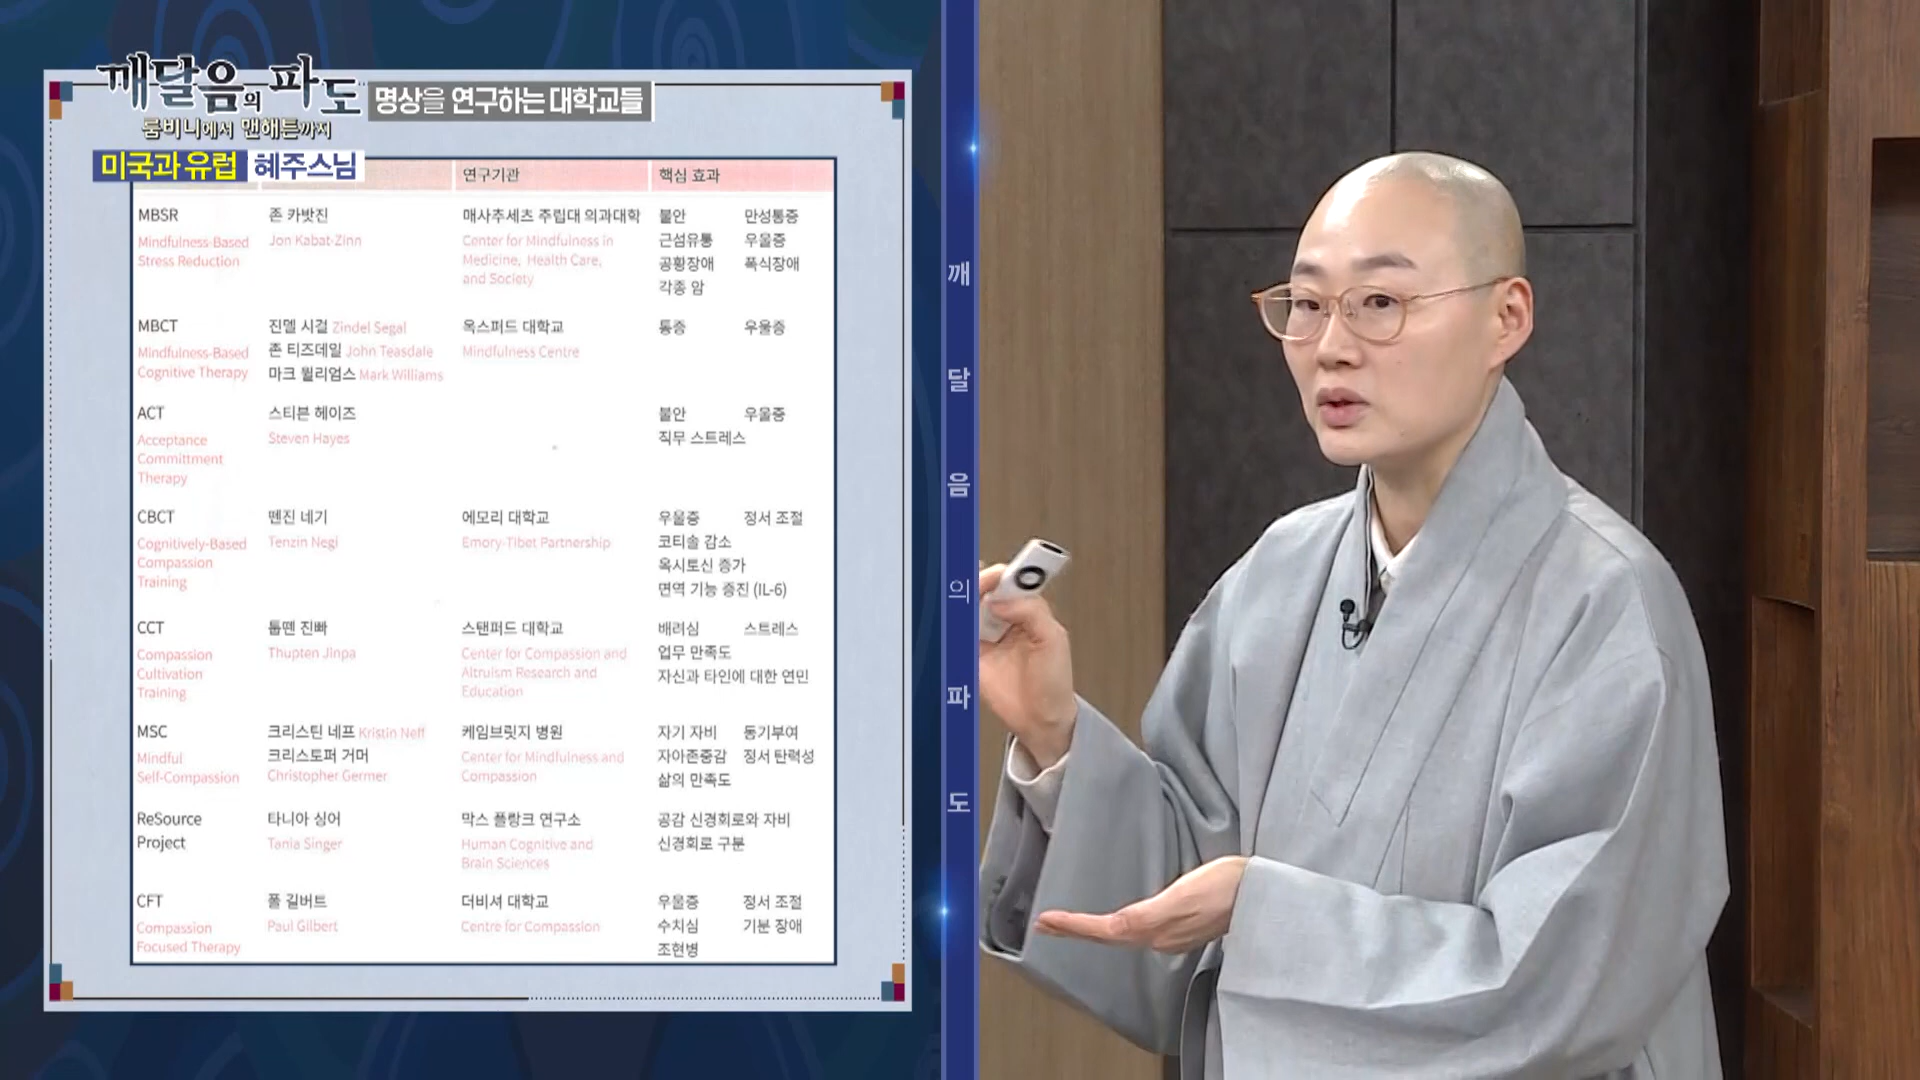 깨달음의 파도
룸비니에서 맨해튼까지
명상을 연구하는 대학교들
미국과 유럽 혜주스님
연구기관 핵심 효과
MBSR 존 카밧진 매사추세츠 주립대 의과대학 불안 만성통증
Mindfulness-Based Jon Kabat-Zinn Center for Mindfulness in 근섬유통 우울증
Stress Reduction Medicine, Health Care, 공황장애 폭식장애
and Society 각종 암
MBCT 진델 시걸 Zindel Segal 옥스퍼드 대학교 통증 우울증
Mindfulness-Based 존 티즈데일 John Teasdale Mindfulness Centre
Cognitive Therapy 마크 윌리엄스 Mark Williams
ACT 스티븐 헤이즈 불안 우울증
Acceptance Steven Hayes 직무 스트레스
Committment
Therapy
CBCT 뗀진 네기 에모리 대학교 우울증 정서 조절
Cognitively-Based Tenzin Negi Emory-Tibet Partnership 코티솔 감소
Compassion 옥시토신 증가
Training 면역 기능 증진 (IL-6)
CCT 툽뗀 진빠 스탠퍼드 대학교 배려심 스트레스
Compassion Thupten Jinpa Center for Compassion and 업무 만족도
Cultivation Altruism Research and 자신과 타인에 대한 연민
Training Education
MSC 크리스틴 네프 Kristin Neff 케임브릿지 병원 자기 자비 동기부여
Mindful 크리스토퍼 거머 Center for Mindfulness and 자아존중감 정서 탄력성
Self-Compassion Christopher Germer Compassion 삶의 만족도
ReSource 타니아 싱어 막스 플랑크 연구소 공감 신경회로와 자비
Project Tania Singer Human Cognitive and 신경회로 구분
Brain Sciences
CFT 폴 길버트 더비셔 대학교 우울증 정서 조절
Compassion Paul Gilbert Centre for Compassion 수치심 기분 장애
Focused Therapy 조현병
깨달음의파도